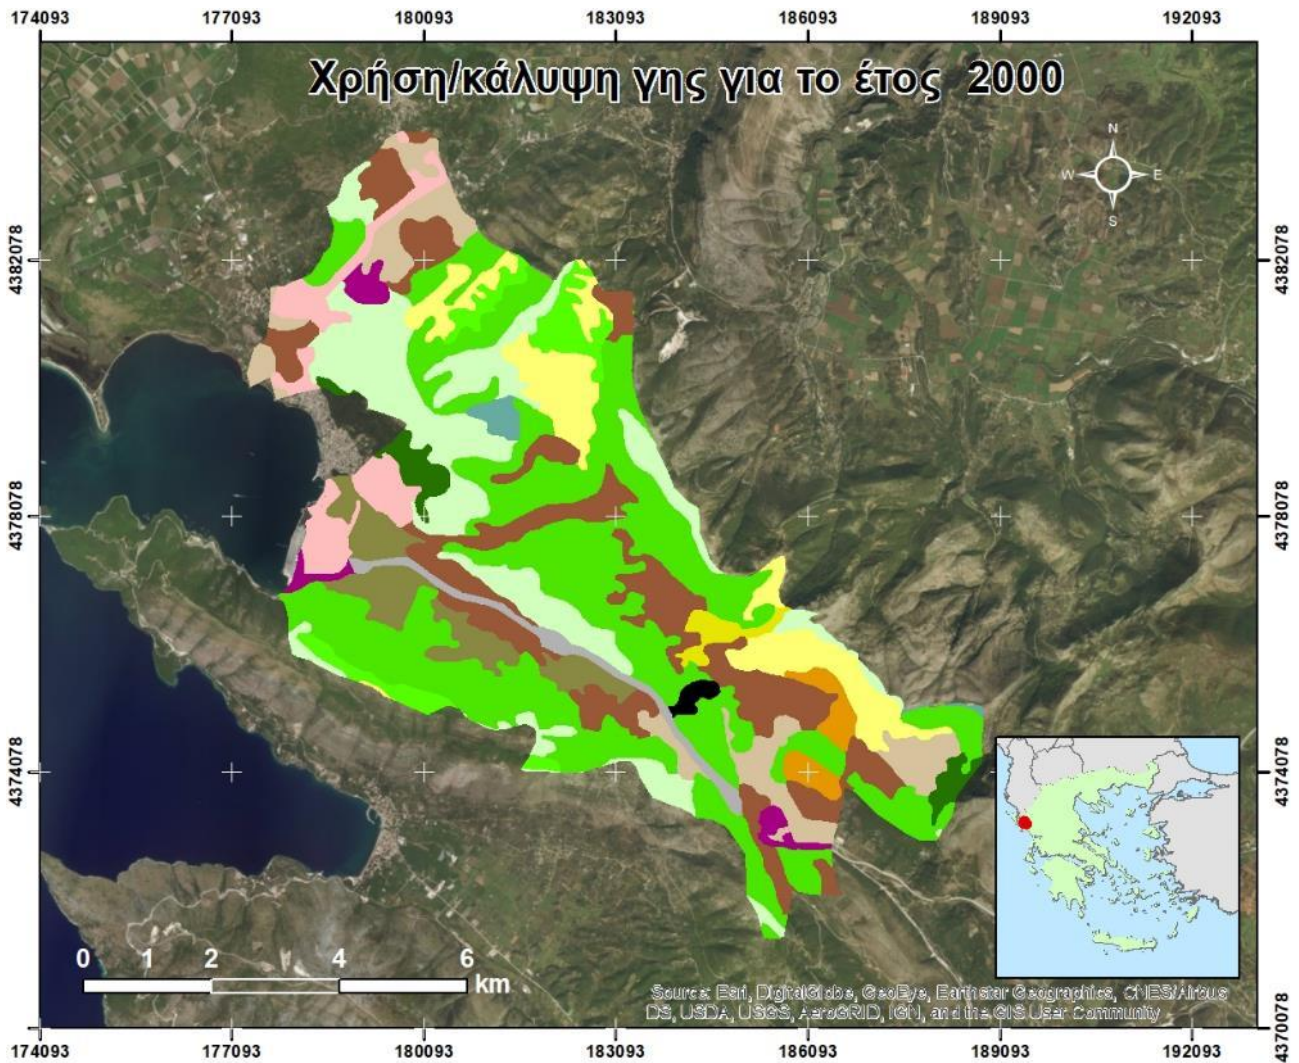 174093 177093 180093 183093 186093 189093 192093
Χρήση/κάλυψη γης για το έτος 2000
N
W E
S
4382078 4382078
4378078 4378078
4374078 4374078
0 1 2 4 6
km
Source: Esri, DigitalGlobe, GeoEye, Earthstar Geographics, CNES/Airbus
DS, USDA, USGS, AeroGRID, IGN, and the GIS User Community
4370078
174093 177093 180093 183093 186093 189093 192093